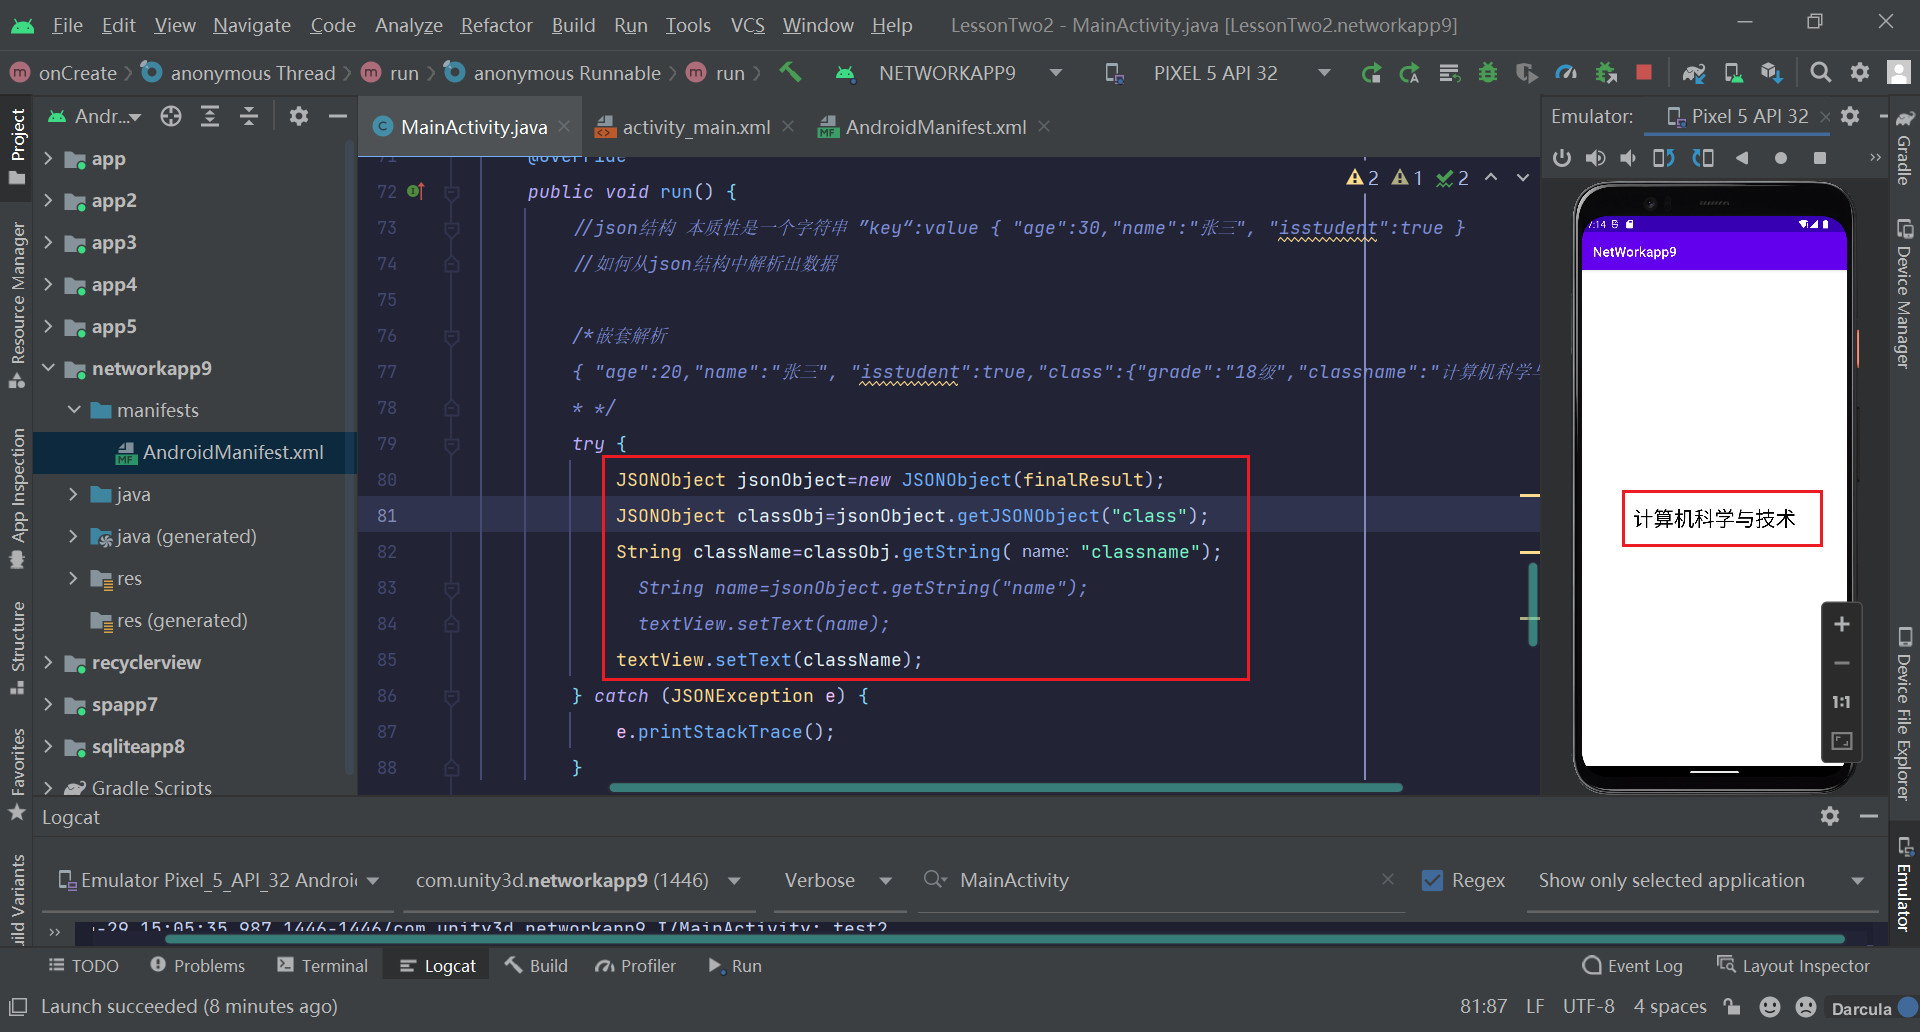 File Edit View Navigate Code Analyze Refactor Build Run Tools VCS Window Help LessonTwo2 - MainActivity.java [LessonTwo2.networkapp9]
onCreate anonymous Thread run anonymous Runnable run NETWORKAPP9 PIXEL 5 API 32
Project
Resource Manager
App Inspection
Structure
Favorites
Build Variants
Andr...
app
app2
app3
app4
app5
networkapp9
manifests
AndroidManifest.xml
java
java (generated)
res
res (generated)
recyclerview
spapp7
sqliteapp8
Gradle Scripts
MainActivity.java activity_main.xml AndroidManifest.xml
2 1 2
71 @Override
72 public void run() {
73 //json结构 本质性是一个字符串 ”key“:value { "age":30,"name":"张三", "isstudent":true }
74 //如何从json结构中解析出数据
75
76 /*嵌套解析
77 { "age":20,"name":"张三", "isstudent":true,"class":{"grade":"18级","classname":"计算机科学与
78 * */
79 try {
80 JSONObject jsonObject=new JSONObject(finalResult);
81 JSONObject classObj=jsonObject.getJSONObject("class");
82 String className=classObj.getString( name: "classname");
83 String name=jsonObject.getString("name");
84 textView.setText(name);
85 textView.setText(className);
86 } catch (JSONException e) {
87 e.printStackTrace();
88 }
Emulator: Pixel 5 API 32
7:14
NetWorkapp9
计算机科学与技术
1:1
Gradle
Device Manager
Device File Explorer
Emulator
Logcat
Emulator Pixel_5_API_32 Androi com.unity3d.networkapp9 (1446) Verbose MainActivity Regex Show only selected application
-29 15:05:35.987 1446-1446/com.unity3d.networkapp9 I/MainActivity: test2
TODO Problems Terminal Logcat Build Profiler Run Event Log Layout Inspector
Launch succeeded (8 minutes ago) 81:87 LF UTF-8 4 spaces Darcula